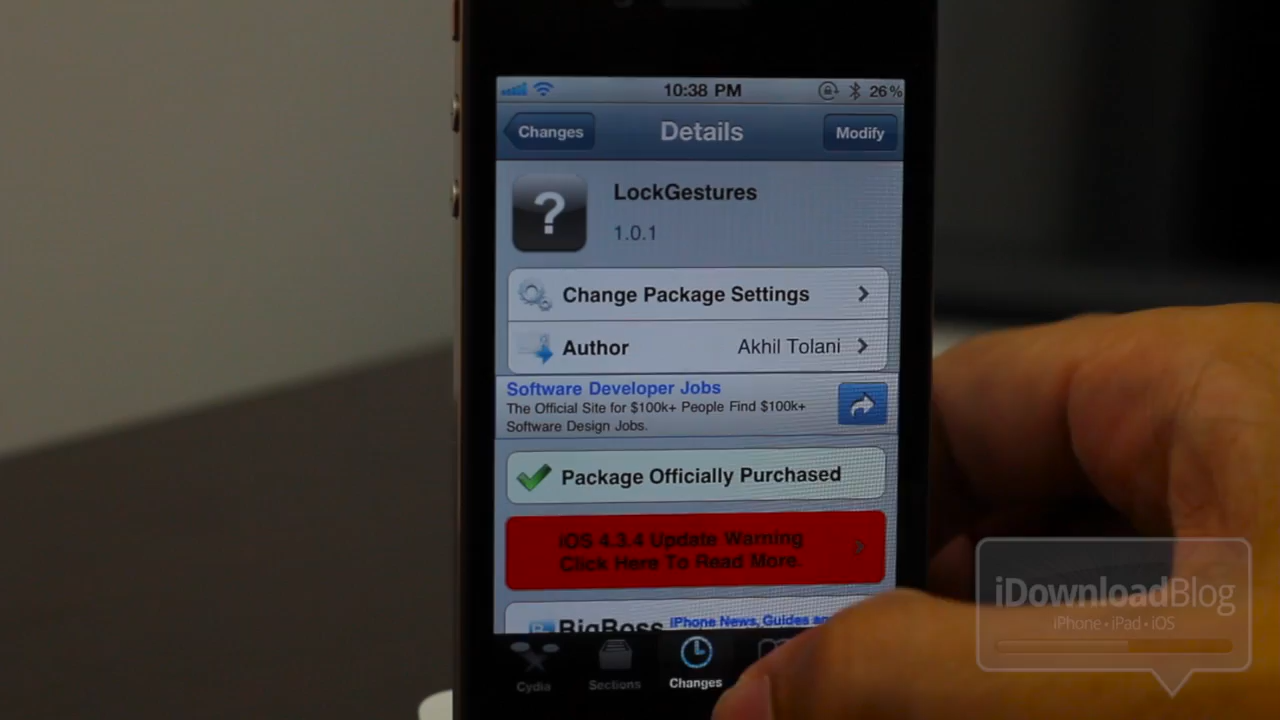 10:38 PM
26%
Changes
Details
Modify
?
LockGestures
1.0.1
Change Package Settings
Author
Akhil Tolani
Software Developer Jobs
The Official Site for $100k+ People Find $100k+
Software Design Jobs.
Package Officially Purchased
iOS 4.3.4 Update Warning
Click Here To Read More.
BigBoss
iPhone News, Guides
Cydia
Sections
Changes
iDownloadBlog
iPhone • iPad • iOS